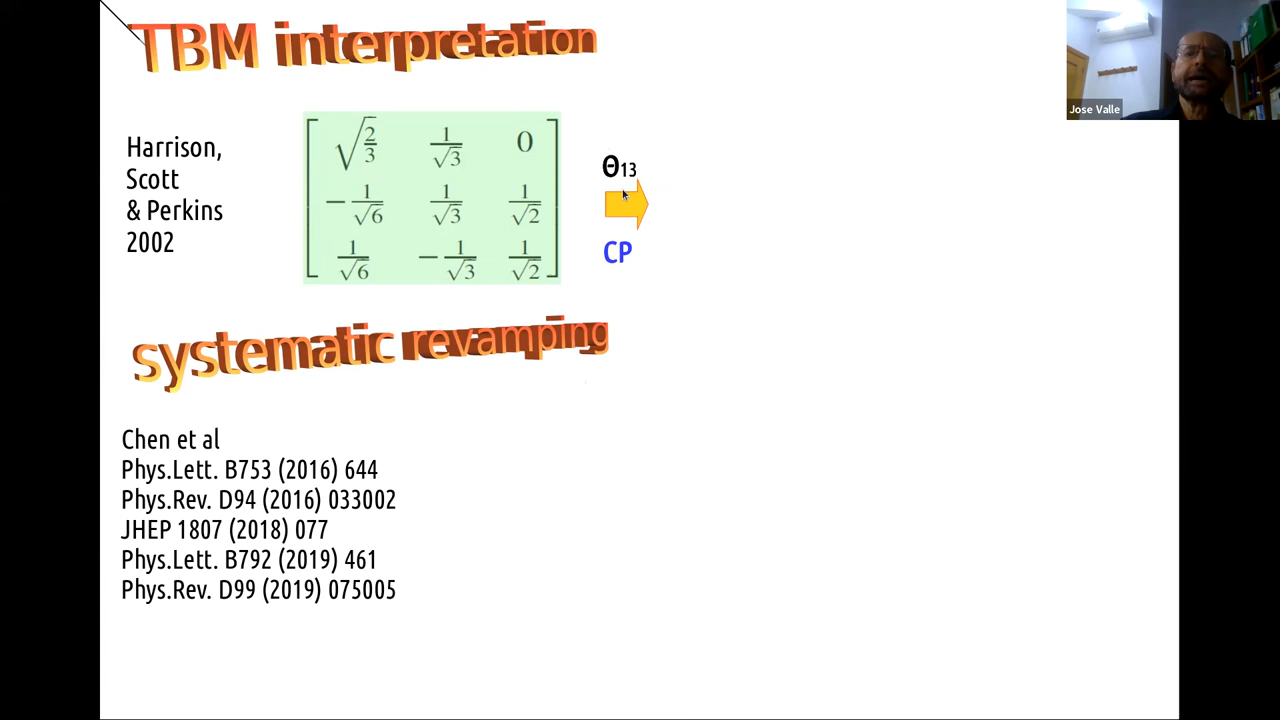 TBM interpretation
Jose Valle
Harrison,
Scott
& Perkins
2002
√2/3 1/√3 0
−1/√6 1/√3 1/√2
1/√6 −1/√3 1/√2
Θ13
CP
systematic revamping
Chen et al
Phys.Lett. B753 (2016) 644
Phys.Rev. D94 (2016) 033002
JHEP 1807 (2018) 077
Phys.Lett. B792 (2019) 461
Phys.Rev. D99 (2019) 075005